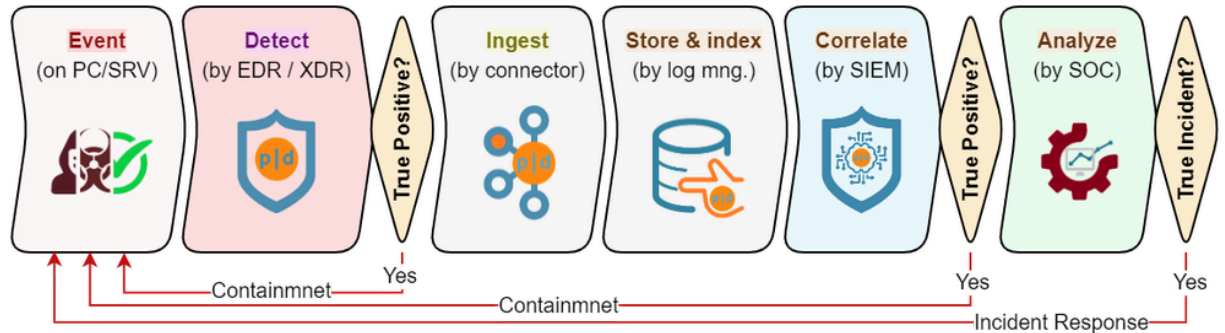 Event
(on PC/SRV)
Detect
(by EDR / XDR)
True Positive?
Ingest
(by connector)
Store & index
(by log mng.)
Correlate
(by SIEM)
True Positive?
Analyze
(by SOC)
True Incident?
p|d
p|d
p|d
Yes
Yes
Yes
Containmnet
Containmnet
Incident Response